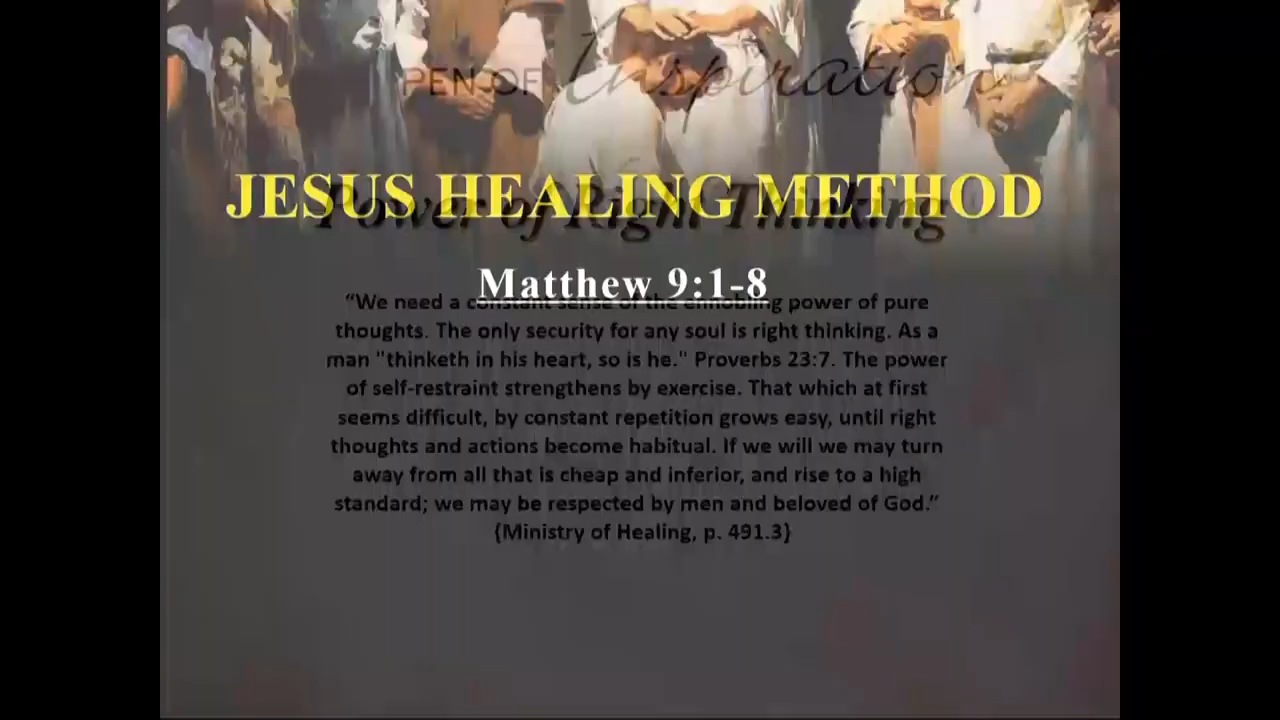 PEN OF Inspiration
JESUS HEALING METHOD
Power of Right Thinking
Matthew 9:1-8
“We need a constant sense of the ennobling power of pure
thoughts. The only security for any soul is right thinking. As a
man "thinketh in his heart, so is he." Proverbs 23:7. The power
of self-restraint strengthens by exercise. That which at first
seems difficult, by constant repetition grows easy, until right
thoughts and actions become habitual. If we will we may turn
away from all that is cheap and inferior, and rise to a high
standard; we may be respected by men and beloved of God.”
{Ministry of Healing, p. 491.3}